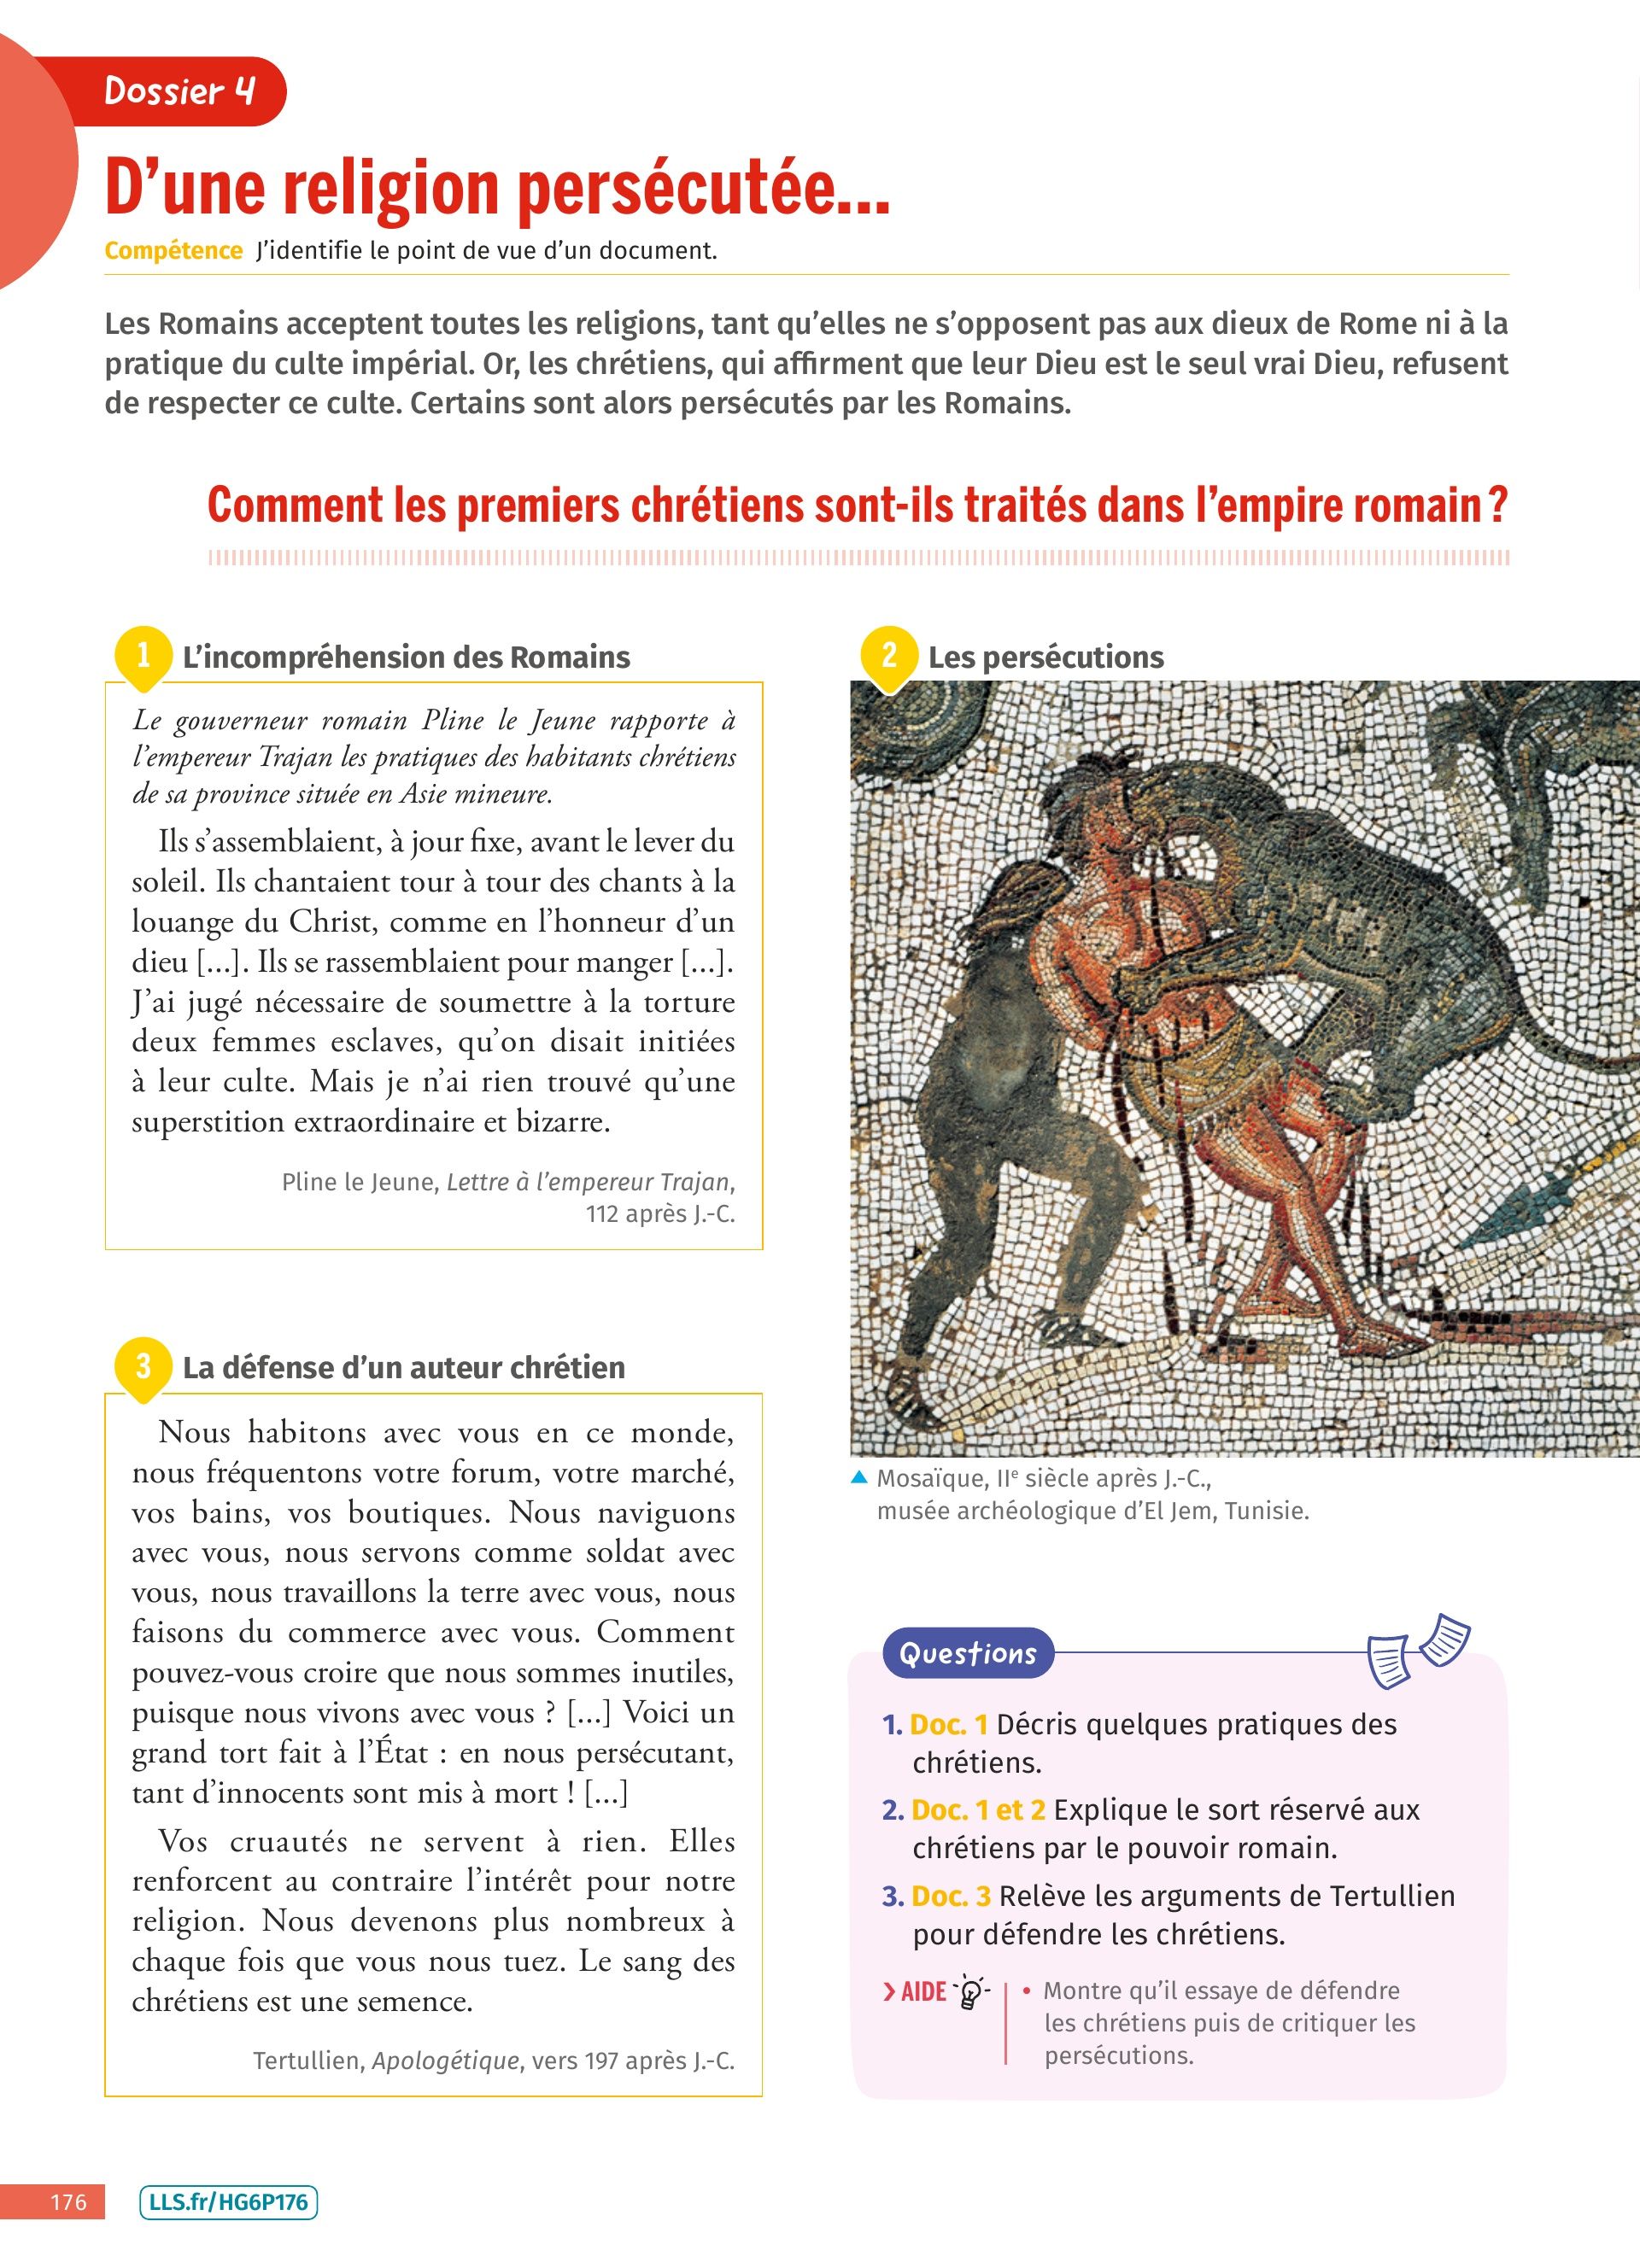 Dossier 4
D'une religion persécutée...
Compétence J'identifie le point de vue d'un document.
Les Romains acceptent toutes les religions, tant qu'elles ne s'opposent pas aux dieux de Rome ni à la
pratique du culte impérial. Or, les chrétiens, qui affirment que leur Dieu est le seul vrai Dieu, refusent
de respecter ce culte. Certains sont alors persécutés par les Romains.
Comment les premiers chrétiens sont-ils traités dans l'empire romain ?
1 L'incompréhension des Romains
Le gouverneur romain Pline le Jeune rapporte à
l'empereur Trajan les pratiques des habitants chrétiens
de sa province située en Asie mineure.
Ils s'assemblaient, à jour fixe, avant le lever du
soleil. Ils chantaient tour à tour des chants à la
louange du Christ, comme en l'honneur d'un
dieu [...]. Ils se rassemblaient pour manger [...].
J'ai jugé nécessaire de soumettre à la torture
deux femmes esclaves, qu'on disait initiées
à leur culte. Mais je n'ai rien trouvé qu'une
superstition extraordinaire et bizarre.
Pline le Jeune, Lettre à l'empereur Trajan,
112 après J.-C.
2 Les persécutions
Mosaïque, IIe siècle après J.-C.,
musée archéologique d'El Jem, Tunisie.
3 La défense d'un auteur chrétien
Nous habitons avec vous en ce monde,
nous fréquentons votre forum, votre marché,
vos bains, vos boutiques. Nous naviguons
avec vous, nous servons comme soldat avec
vous, nous travaillons la terre avec vous, nous
faisons du commerce avec vous. Comment
pouvez-vous croire que nous sommes inutiles,
puisque nous vivons avec vous ? [...] Voici un
grand tort fait à l'État : en nous persécutant,
tant d'innocents sont mis à mort ! [...]
Vos cruautés ne servent à rien. Elles
renforcent au contraire l'intérêt pour notre
religion. Nous devenons plus nombreux à
chaque fois que vous nous tuez. Le sang des
chrétiens est une semence.
Tertullien, Apologétique, vers 197 après J.-C.
Questions
1. Doc. 1 Décris quelques pratiques des
chrétiens.
2. Doc. 1 et 2 Explique le sort réservé aux
chrétiens par le pouvoir romain.
3. Doc. 3 Relève les arguments de Tertullien
pour défendre les chrétiens.
› AIDE • Montre qu'il essaye de défendre
les chrétiens puis de critiquer les
persécutions.
176 LLS.fr/HG6P176